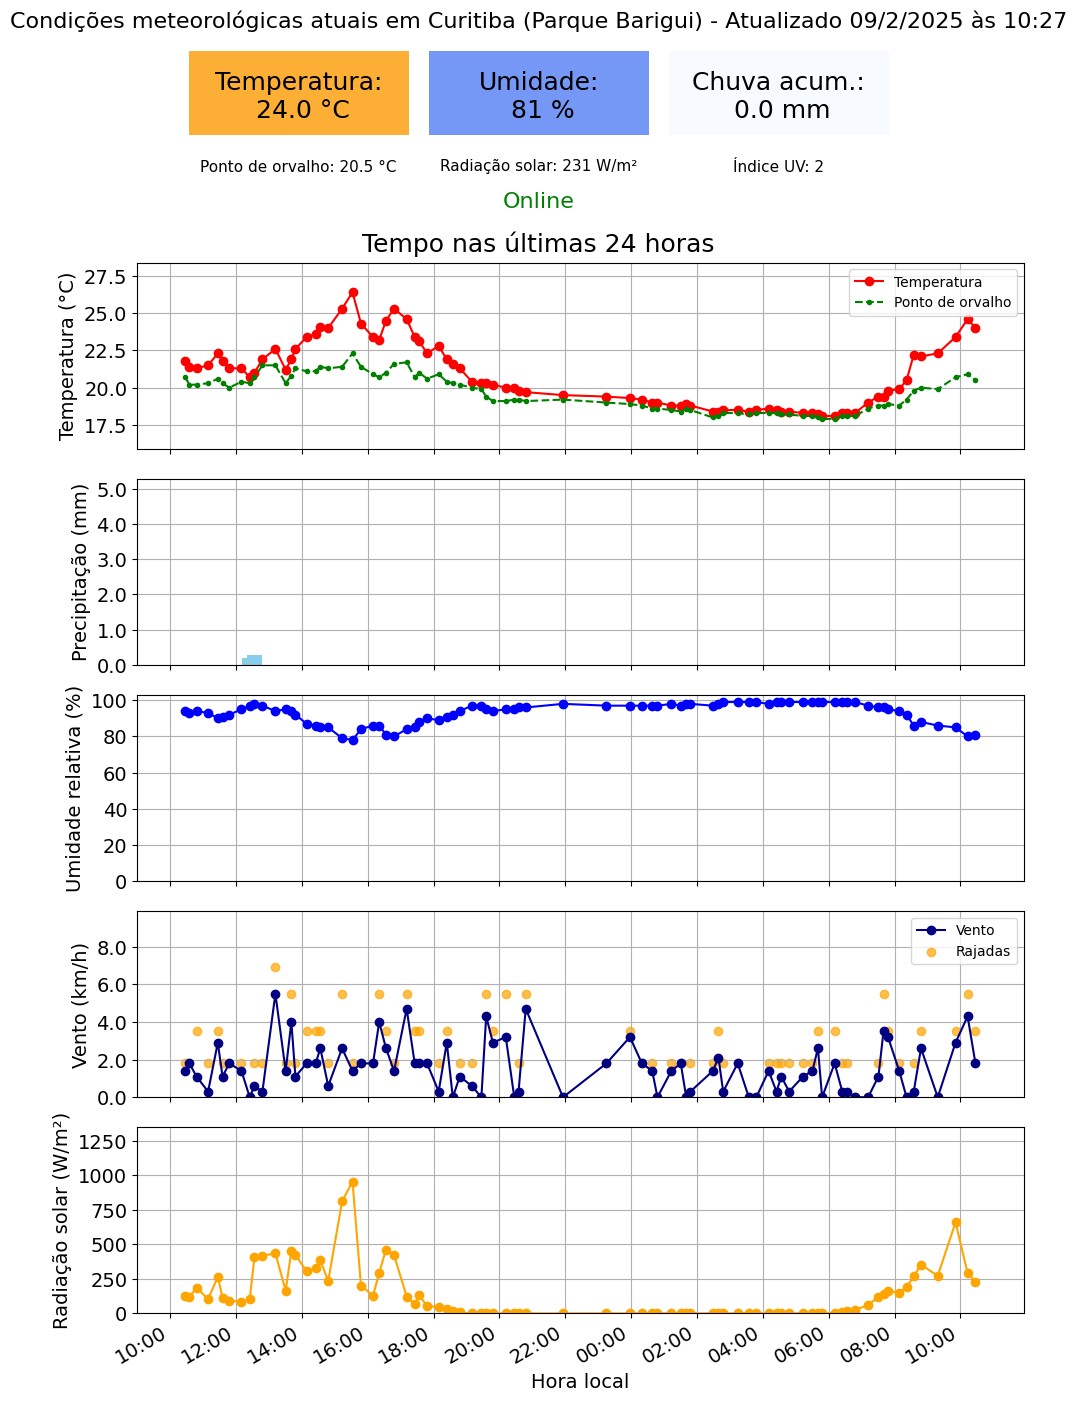 Condições meteorológicas atuais em Curitiba (Parque Barigui) - Atualizado 09/2/2025 às 10:27
Temperatura:
24.0 °C
Umidade:
81 %
Chuva acum.:
0.0 mm
Ponto de orvalho: 20.5 °C
Radiação solar: 231 W/m²
Índice UV: 2
Online
Tempo nas últimas 24 horas
Temperatura (°C)
27.5
25.0
22.5
20.0
17.5
Temperatura
Ponto de orvalho
Precipitação (mm)
5.0
4.0
3.0
2.0
1.0
0.0
Umidade relativa (%)
100
80
60
40
20
0
Vento (km/h)
8.0
6.0
4.0
2.0
0.0
Vento
Rajadas
Radiação solar (W/m²)
1250
1000
750
500
250
0
10:00
12:00
14:00
16:00
18:00
20:00
22:00
00:00
02:00
04:00
06:00
08:00
10:00
Hora local